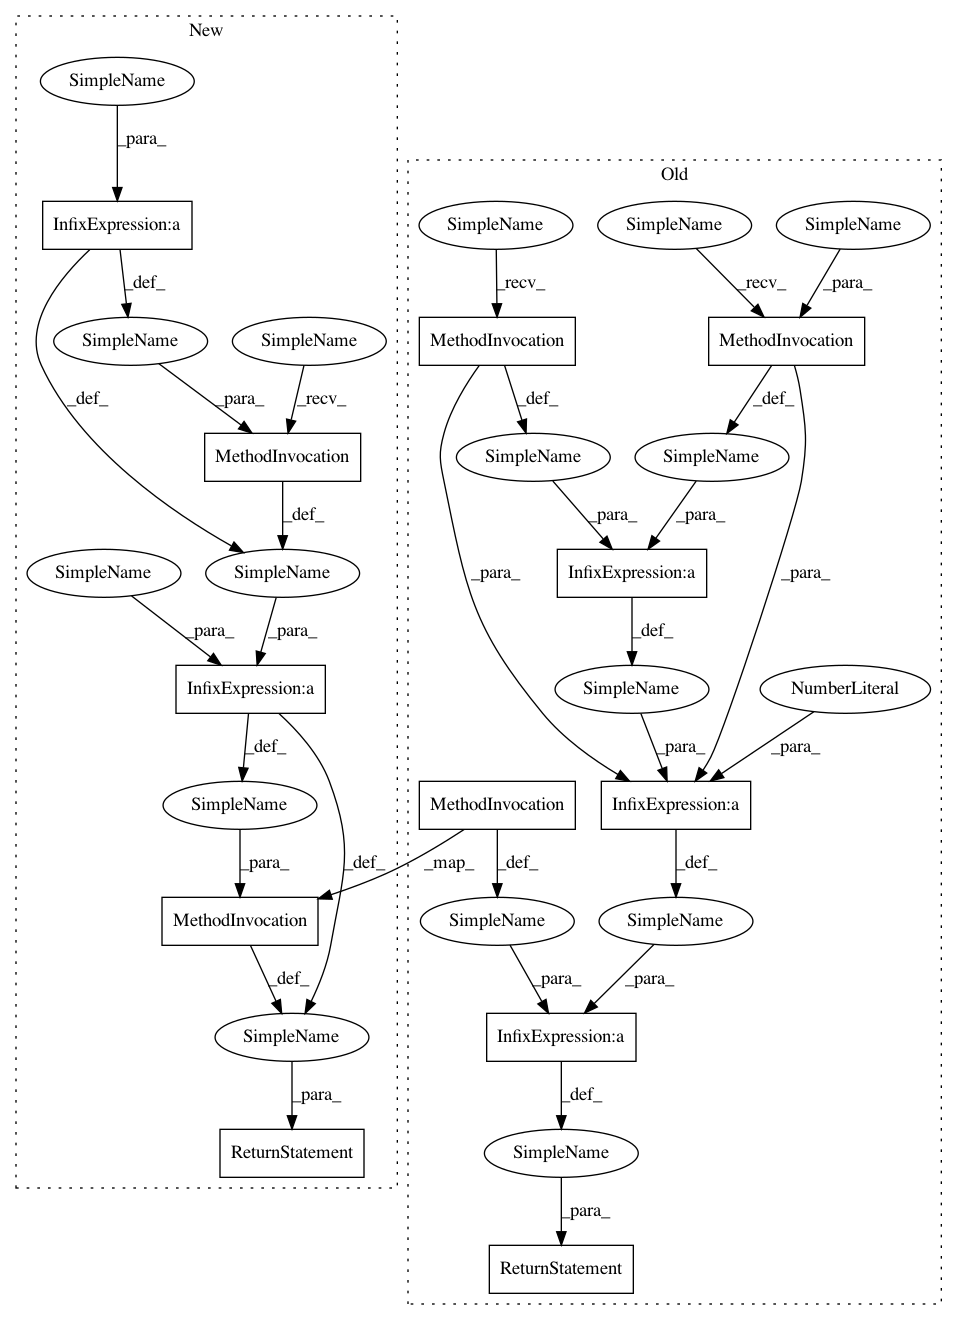 New
SimpleName
_para_
Old
InfixExpression:a
SimpleName
SimpleName
SimpleName
_def_
_recv_
_recv_
_para_
SimpleName
SimpleName
MethodInvocation
MethodInvocation
_def_
_para_
_recv_
_def_
_def_
MethodInvocation
SimpleName
SimpleName
_def_
_para_
_para_
SimpleName
SimpleName
InfixExpression:a
_para_
_para_
_para_
_para_
_def_
InfixExpression:a
SimpleName
NumberLiteral
_def_
_para_
_para_
SimpleName
MethodInvocation
InfixExpression:a
_para_
_def_
_map_
_def_
_def_
MethodInvocation
SimpleName
SimpleName
_def_
_para_
_para_
SimpleName
InfixExpression:a
_para_
_def_
ReturnStatement
SimpleName
_para_
ReturnStatement